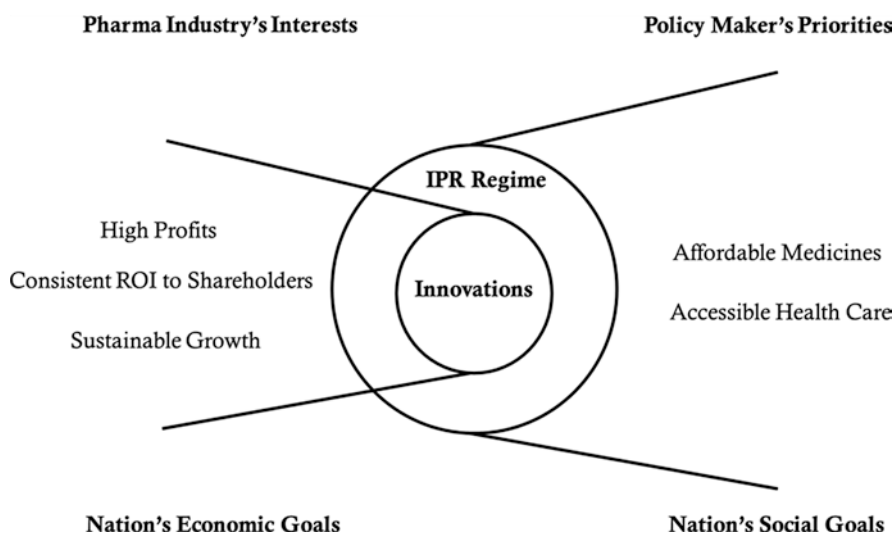 Pharma Industry's Interests
Policy Maker's Priorities
IPR Regime
High Profits
Consistent ROI to Shareholders
Sustainable Growth
Innovations
Affordable Medicines
Accessible Health Care
Nation's Economic Goals
Nation's Social Goals